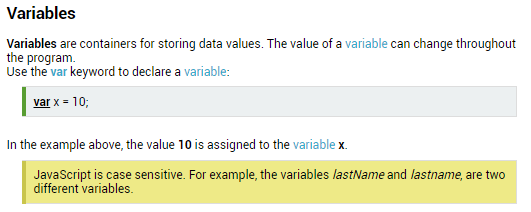 Variables
Variables are containers for storing data values. The value of a variable can change throughout
the program.
Use the var keyword to declare a variable:
var x = 10;
In the example above, the value 10 is assigned to the variable x.
JavaScript is case sensitive. For example, the variables lastName and lastname, are two
different variables.